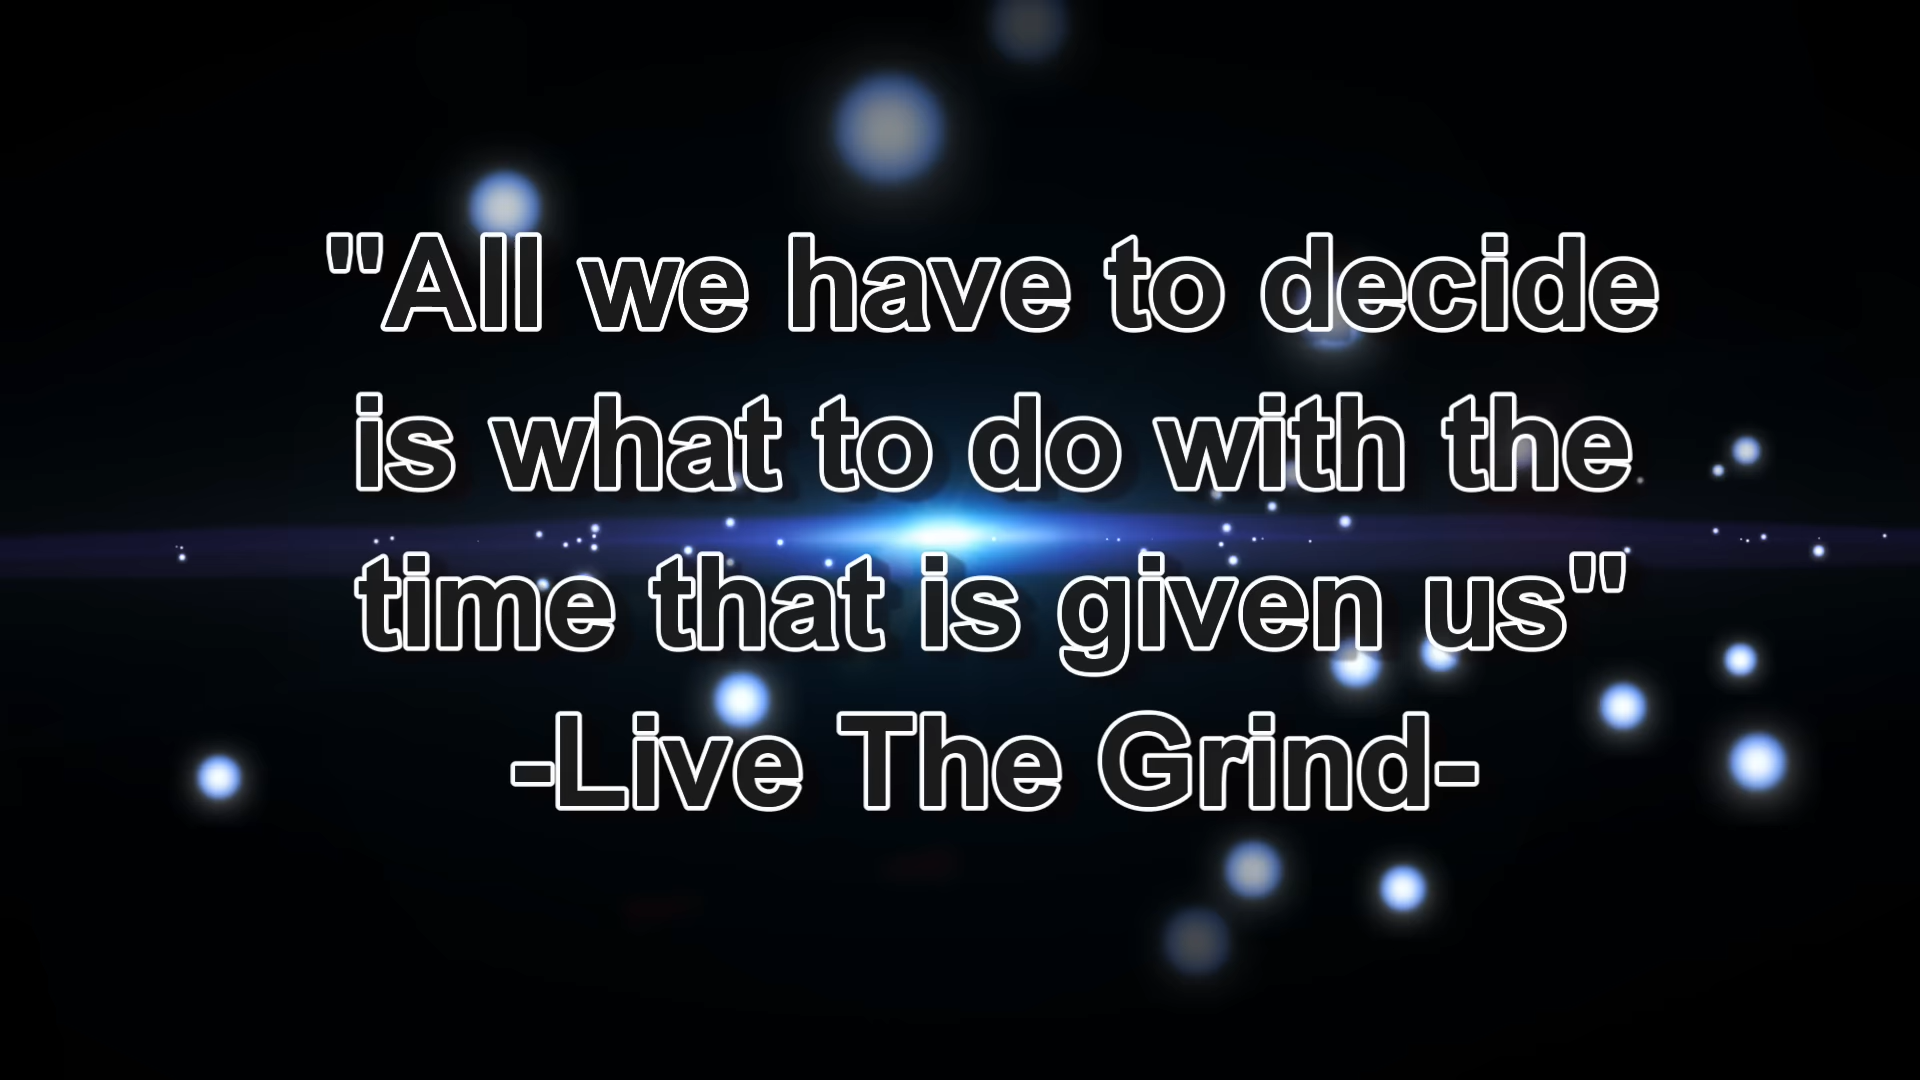 "All we have to decide
is what to do with the
time that is given us"
-Live The Grind-